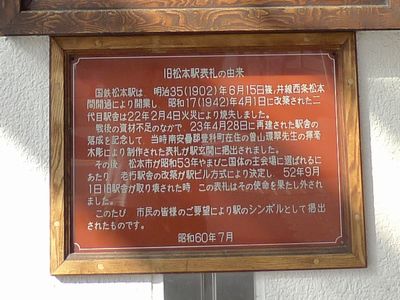 旧松本駅表札の由来
国鉄松本駅は、明治35(1902)年6月15日篠ノ井線西条松本
間開通により開業し 昭和17(1942)年4月1日に改築された二
代目駅舎は22年2月4日火災により焼失しました。
戦後の資材不足のなかで、23年4月28日に再建された駅舎の
落成を記念して 当時南安曇郡豊科町在住の曽山環翠先生の揮毫
木彫により制作された表札が駅玄関に掲出されました。
その後 松本市が昭和53年やまびこ国体の主会場に選ばれるに
あたり 老朽駅舎の改築が駅ビル方式により決定し 52年9月
1日旧駅舎が取り壊された時 この表札はその使命を果たし外され
ました。
このたび 市民の皆様のご要望により駅のシンボルとして掲出
されたものです。
昭和60年7月